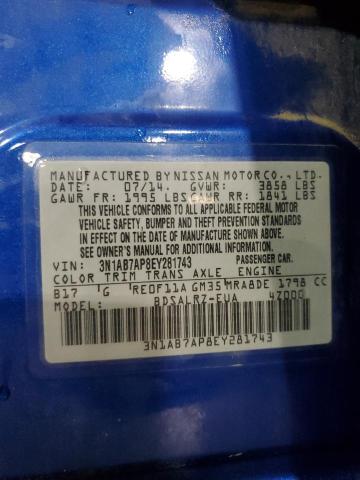 MANUFACTURED BY NISSAN MOTOR CO., LTD.
DATE: 07/14. GVWR: 3858 LBS
GAWR FR: 1995 LBS GAWR RR: 1841 LBS
THIS VEHICLE CONFORMS TO ALL APPLICABLE FEDERAL MOTOR
VEHICLE SAFETY, BUMPER AND THEFT PREVENTION STANDARDS
IN EFFECT ON THE DATE OF MANUFACTURE SHOWN ABOVE.
SEE OWNER'S MANUAL FOR ADDITIONAL INFORMATION.
VIN: 3N1AB7AP8EY281743 PASSENGER CAR.
COLOR TRIM TRANS AXLE ENGINE
B17 G RE0F11A GM35 MRA8DE 1798 CC
MODEL: BDSALRZ-EUA 47000
3N1AB7AP8EY281743